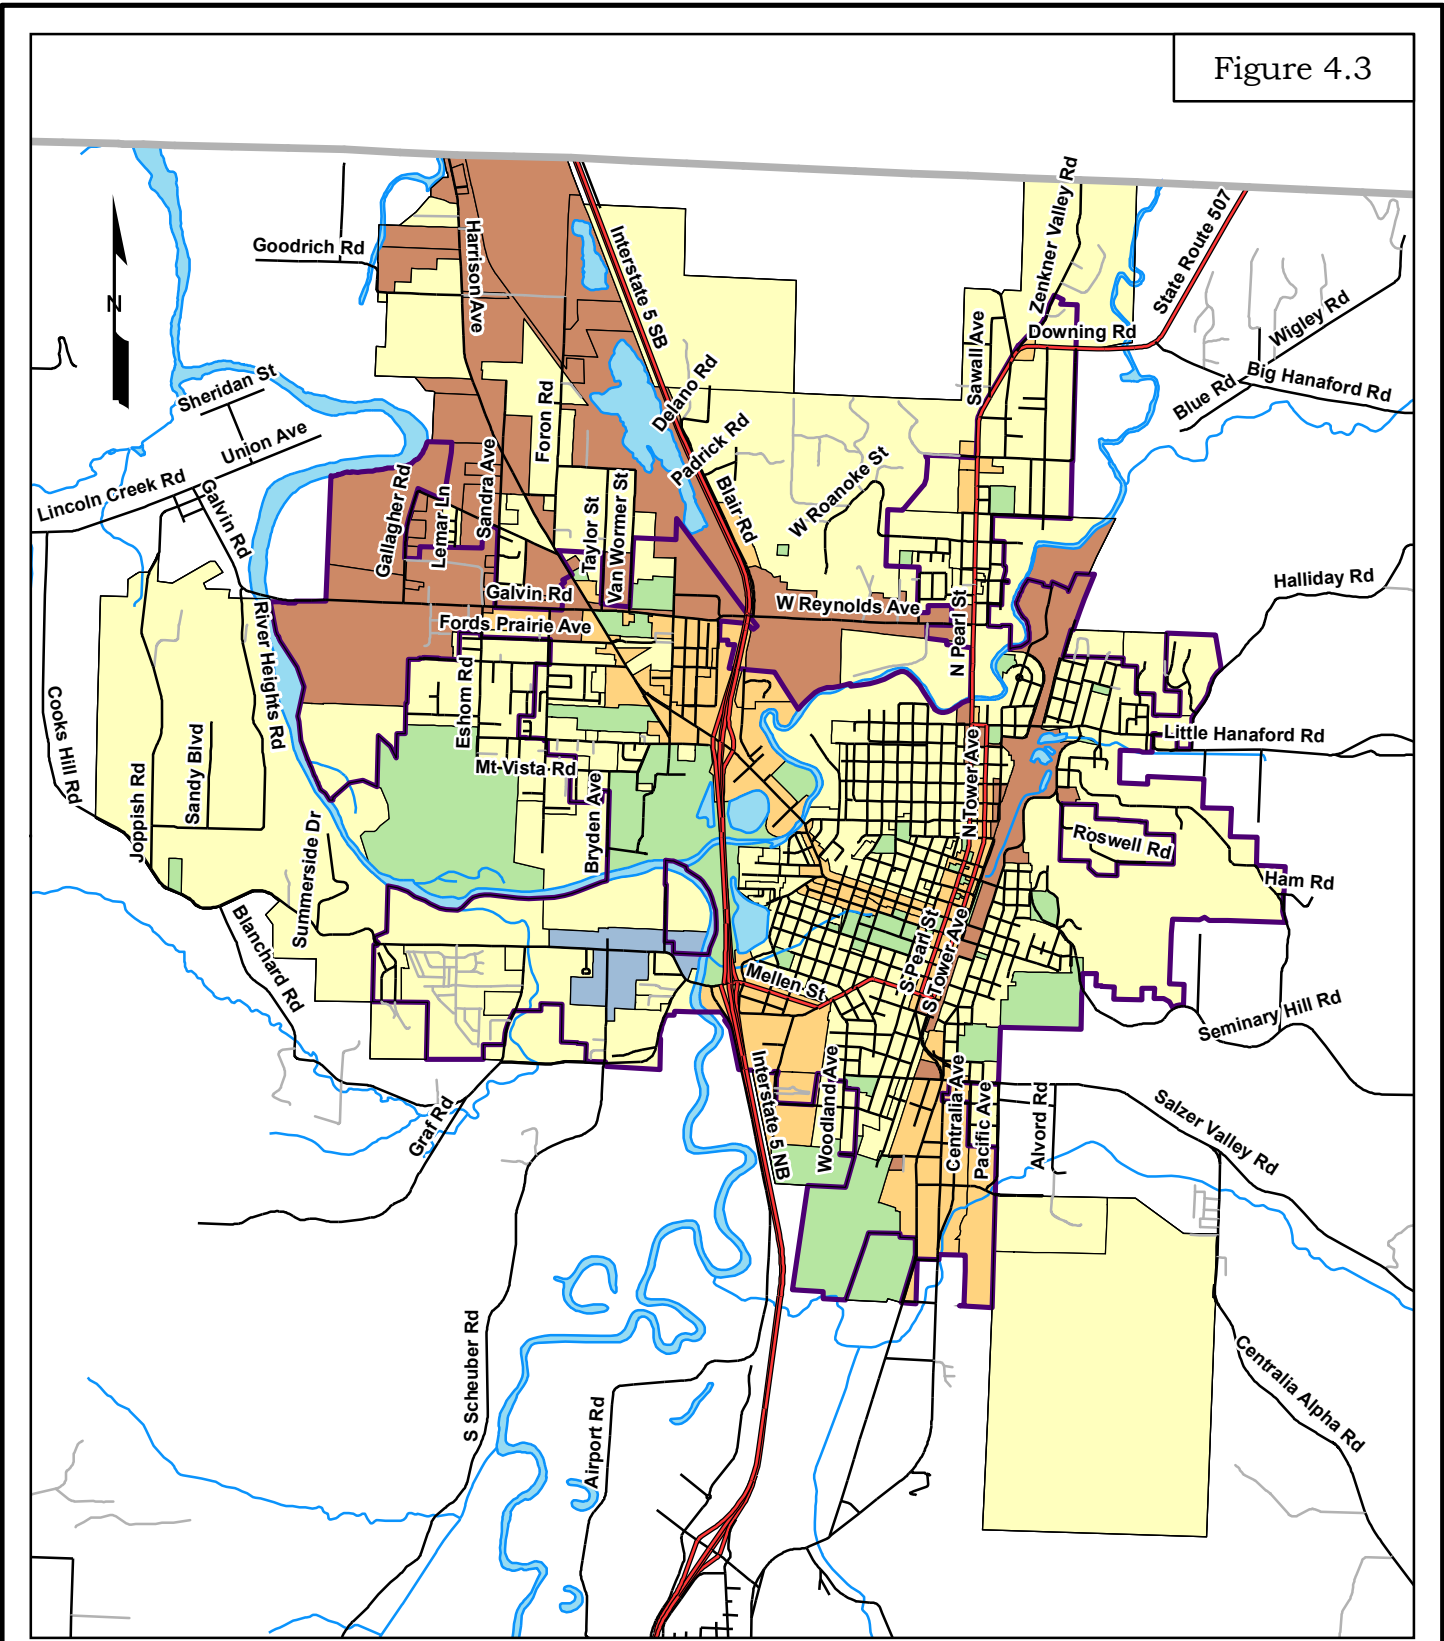 Figure 4.3
Zenkner Valley Rd
State Route 507
Goodrich Rd
Harrison Ave
Interstate 5 SB
N
Sawall Ave
Downing Rd
Wigley Rd
Sheridan St
Delano Rd
Foron Rd
Blue Rd
Big Hanaford Rd
Union Ave
Padrick Rd
Sandra Ave
Lincoln Creek Rd
Galvin Rd
Gallagher Rd
Lemar Ln
Taylor St
Van Wormer St
Blair Rd
W Roanoke St
Halliday Rd
Galvin Rd
W Reynolds Ave
Fords Prairie Ave
N Pearl St
River Heights Rd
Eshom Rd
Cooks Hill Rd
Sandy Blvd
Joppish Rd
Little Hanaford Rd
Mt Vista Rd
N Tower Ave
Bryden Ave
Roswell Rd
Summerside Dr
Ham Rd
Blanchard Rd
S Pearl St
S Tower Ave
Mellen St
Seminary Hill Rd
Interstate 5 NB
Woodland Ave
Centralia Ave
Pacific Ave
Alvord Rd
Salzer Valley Rd
Graf Rd
S Scheuber Rd
Airport Rd
Centralia Alpha Rd